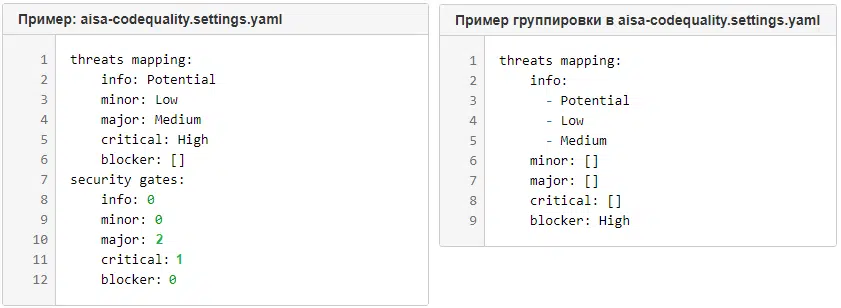 Пример: aisa-codequality.settings.yaml
1 threats mapping:
2     info: Potential
3     minor: Low
4     major: Medium
5     critical: High
6     blocker: []
7 security gates:
8     info: 0
9     minor: 0
10     major: 2
11     critical: 1
12     blocker: 0
Пример группировки в aisa-codequality.settings.yaml
1 threats mapping:
2     info:
3       - Potential
4       - Low
5       - Medium
6     minor: []
7     major: []
8     critical: []
9     blocker: High